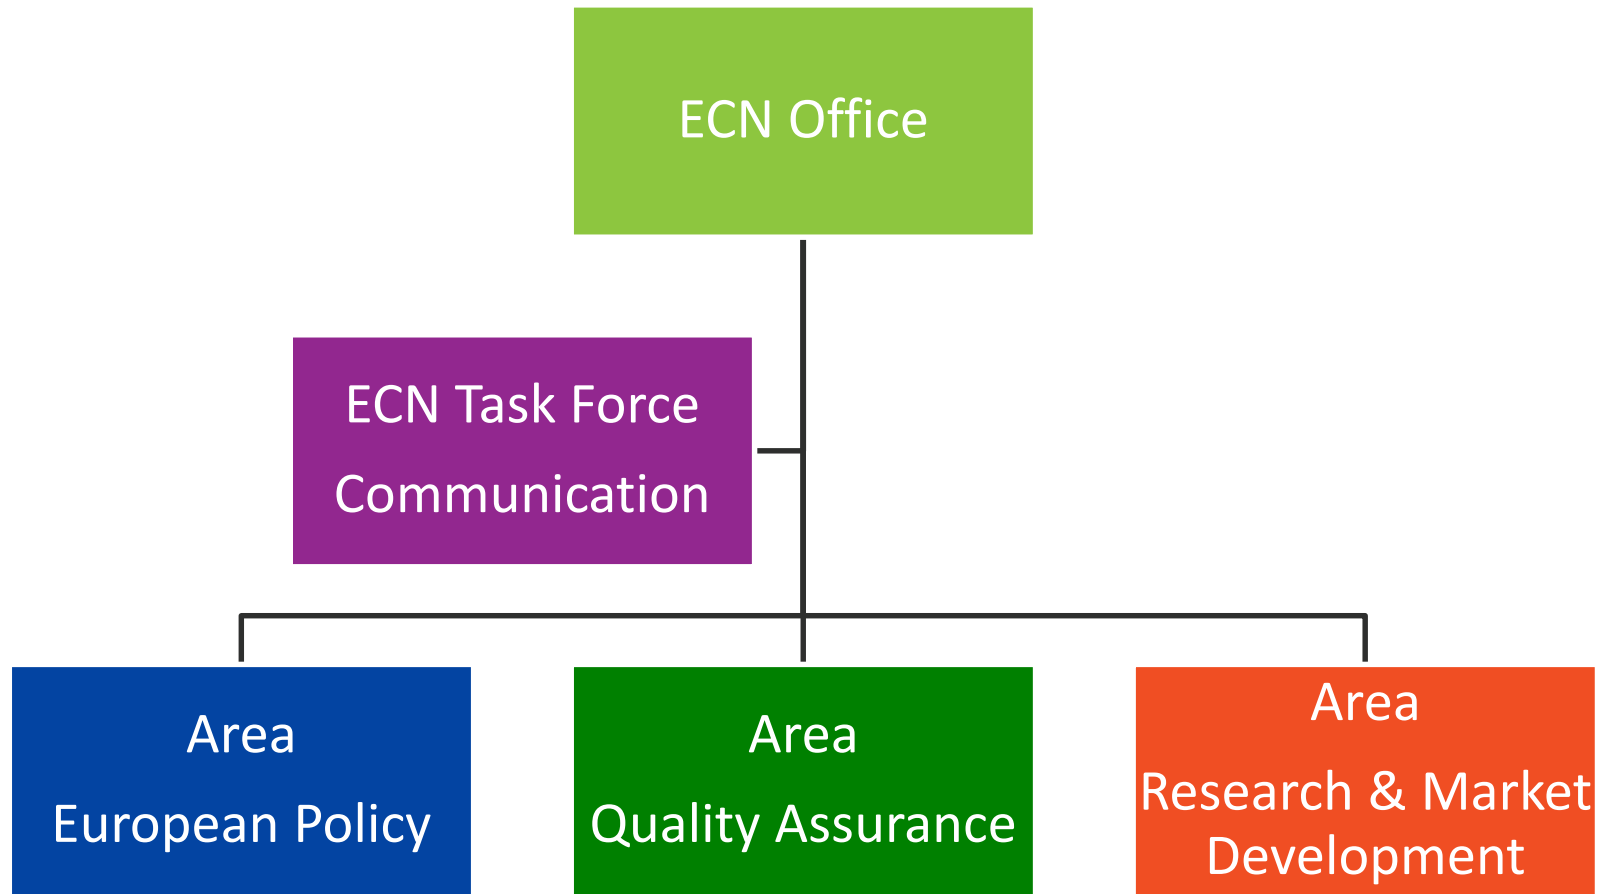 ECN Office
ECN Task Force
Communication
Area
European Policy
Area
Quality Assurance
Area
Research & Market
Development